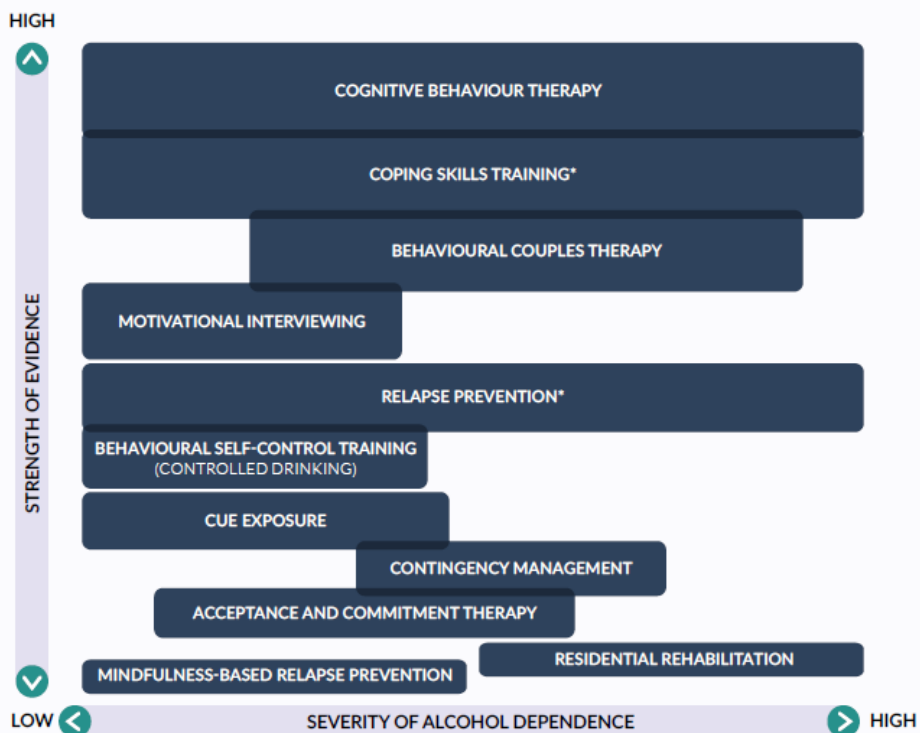 HIGH
COGNITIVE BEHAVIOUR THERAPY
COPING SKILLS TRAINING*
BEHAVIOURAL COUPLES THERAPY
MOTIVATIONAL INTERVIEWING
RELAPSE PREVENTION*
BEHAVIOURAL SELF-CONTROL TRAINING
(CONTROLLED DRINKING)
CUE EXPOSURE
CONTINGENCY MANAGEMENT
ACCEPTANCE AND COMMITMENT THERAPY
RESIDENTIAL REHABILITATION
MINDFULNESS-BASED RELAPSE PREVENTION
STRENGTH OF EVIDENCE
LOW
SEVERITY OF ALCOHOL DEPENDENCE
HIGH